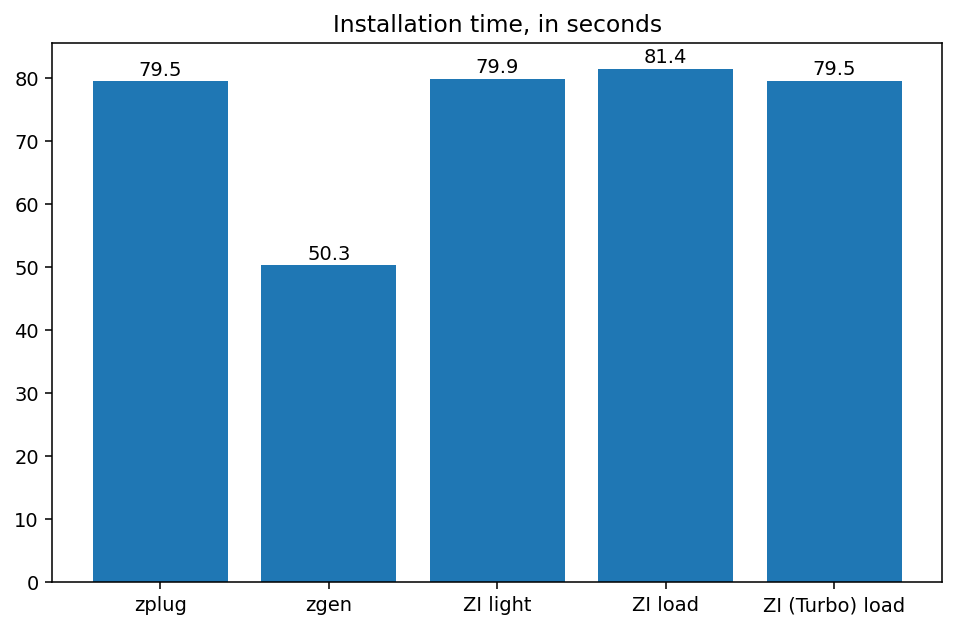 Installation time, in seconds
79.5
50.3
79.9
81.4
79.5
80
70
60
50
40
30
20
10
0
zplug
zgen
ZI light
ZI load
ZI (Turbo) load